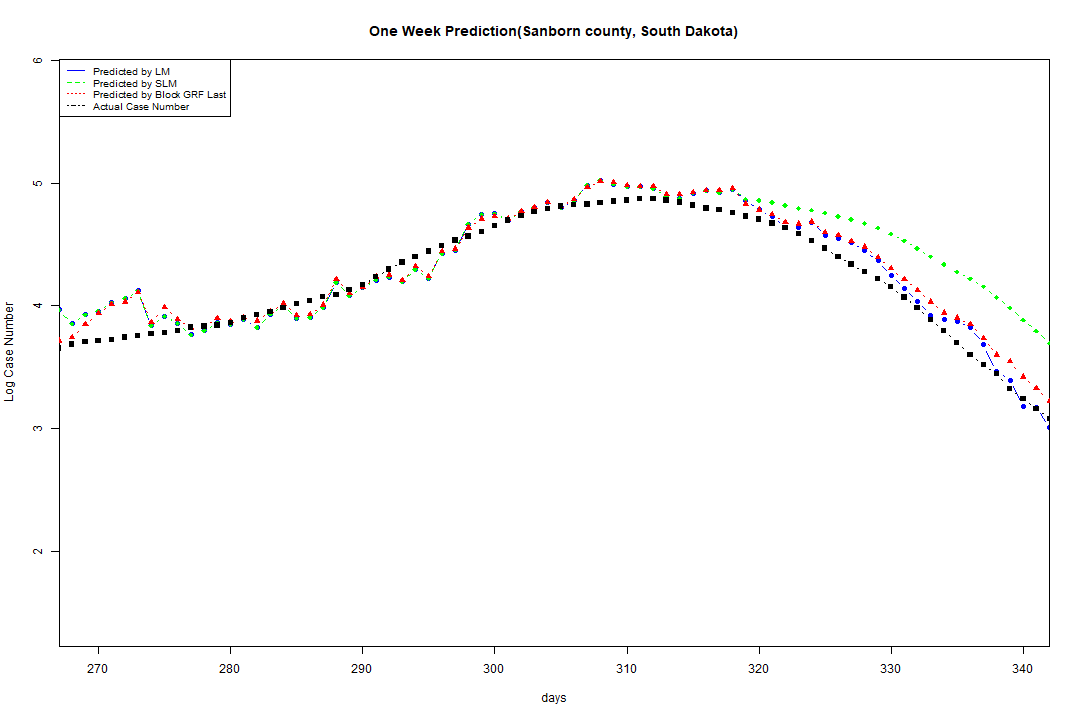 One Week Prediction(Sanborn county, South Dakota)
Predicted by LM
Predicted by SLM
Predicted by Block GRF Last
Actual Case Number
6
5
4
3
2
Log Case Number
270 280 290 300 310 320 330 340
days